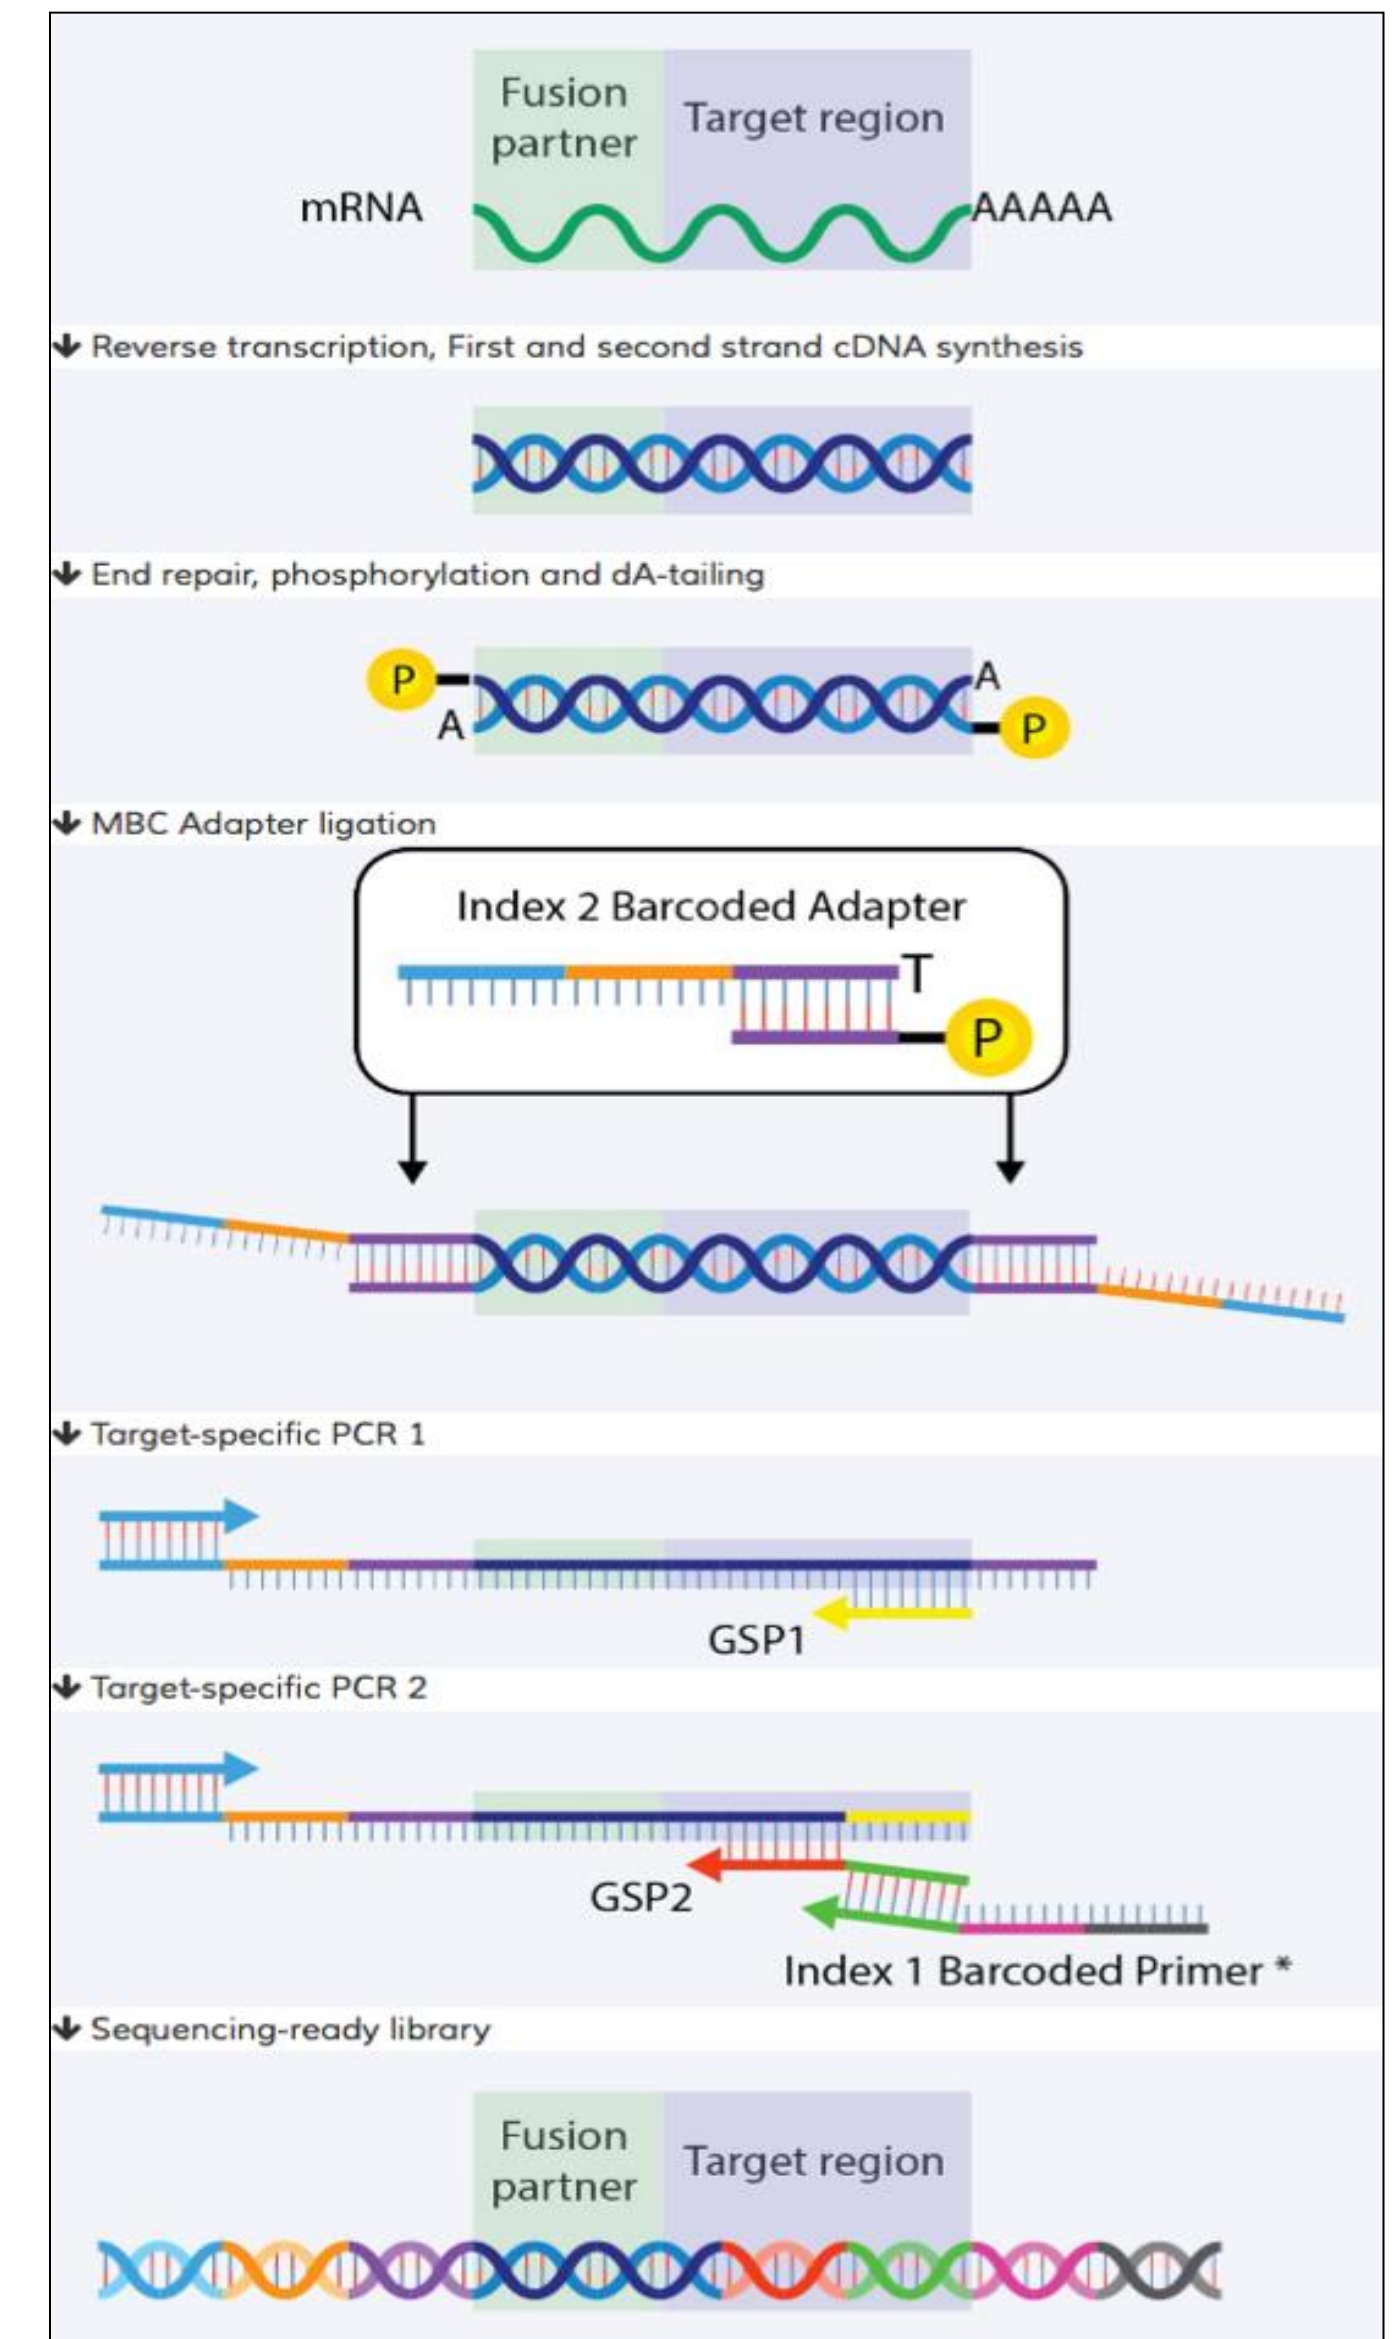 Fusion
partner
Target region
mRNA
AAAAA
Reverse transcription, First and second strand cDNA synthesis
End repair, phosphorylation and dA-tailing
P
A
A
P
MBC Adapter ligation
Index 2 Barcoded Adapter
T
P
Target-specific PCR 1
GSP1
Target-specific PCR 2
GSP2
Index 1 Barcoded Primer *
Sequencing-ready library
Fusion
partner
Target region